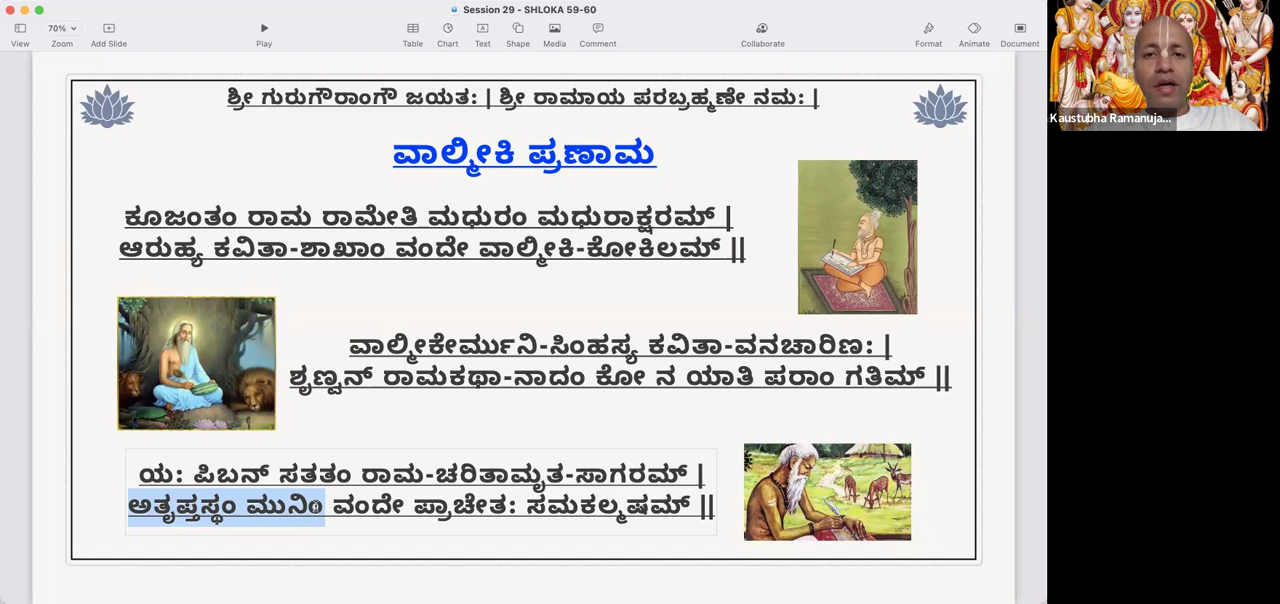 Session 29 - SHLOKA 59-60
70%
View
Zoom
Add Slide
Play
Table
Chart
Text
Shape
Media
Comment
Collaborate
Format
Animate
Document
ಶ್ರೀ ಗುರುಗೌರಾಂಗೌ ಜಯತಃ | ಶ್ರೀ ರಾಮಾಯ ಪರಬ್ರಹ್ಮಣೇ ನಮಃ |
ವಾಲ್ಮೀಕಿ ಪ್ರಣಾಮ
ಕೂಜಂತಂ ರಾಮ ರಾಮೇತಿ ಮಧುರಂ ಮಧುರಾಕ್ಷರಮ್ |
ಆರುಹ್ಯ ಕವಿತಾ-ಶಾಖಾಂ ವಂದೇ ವಾಲ್ಮೀಕಿ-ಕೋಕಿಲಮ್ ||
ವಾಲ್ಮೀಕೇರ್ಮುನಿ-ಸಿಂಹಸ್ಯ ಕವಿತಾ-ವನಚಾರಿಣಃ |
ಶೃಣ್ವನ್ ರಾಮಕಥಾ-ನಾದಂ ಕೋ ನ ಯಾತಿ ಪರಾಂ ಗತಿಮ್ ||
ಯಃ ಪಿಬನ್ ಸತತಂ ರಾಮ-ಚರಿತಾಮೃತ-ಸಾಗರಮ್ |
ಅತೃಪ್ತಸ್ಥಂ ಮುನಿಂ ವಂದೇ ಪ್ರಾಚೇತಃ ಸಮಕಲ್ಮಷಮ್ ||
Kaustubha Ramanuja...